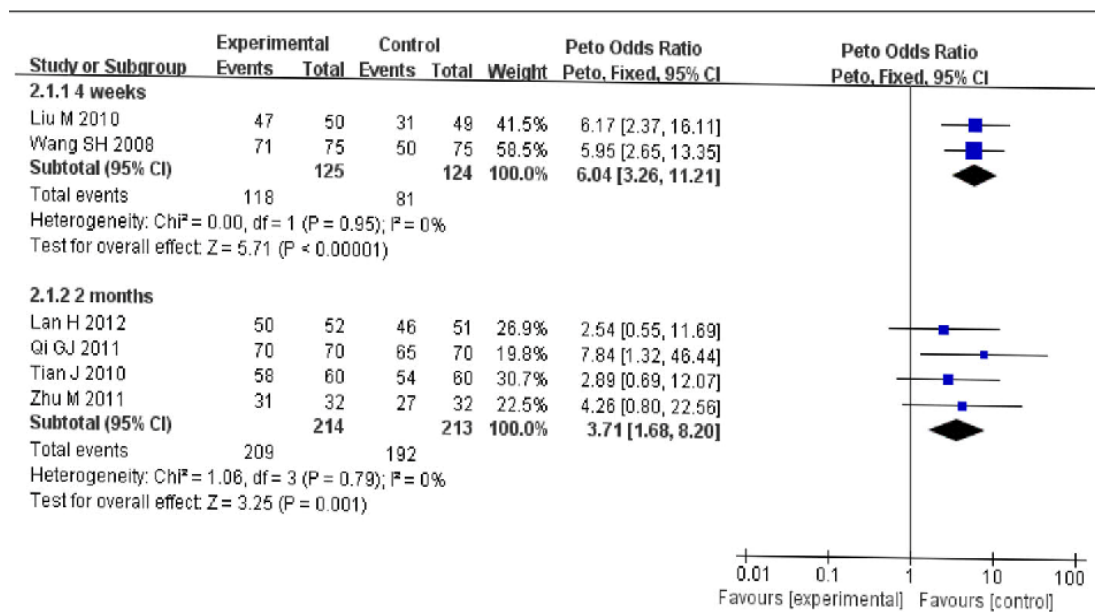 Experimental Control Peto Odds Ratio Peto Odds Ratio
Study or Subgroup Events Total Events Total Weight Peto, Fixed, 95% CI Peto, Fixed, 95% CI
2.1.1 4 weeks
Liu M 2010 47 50 31 49 41.5% 6.17 [2.37, 16.11]
Wang SH 2008 71 75 50 75 58.5% 5.95 [2.65, 13.35]
Subtotal (95% CI) 125 124 100.0% 6.04 [3.26, 11.21]
Total events 118 81
Heterogeneity: Chi² = 0.00, df = 1 (P = 0.95); I² = 0%
Test for overall effect: Z = 5.71 (P < 0.00001)
2.1.2 2 months
Lan H 2012 50 52 46 51 26.9% 2.54 [0.55, 11.69]
Qi GJ 2011 70 70 65 70 19.8% 7.84 [1.32, 46.44]
Tian J 2010 58 60 54 60 30.7% 2.89 [0.69, 12.07]
Zhu M 2011 31 32 27 32 22.5% 4.26 [0.80, 22.56]
Subtotal (95% CI) 214 213 100.0% 3.71 [1.68, 8.20]
Total events 209 192
Heterogeneity: Chi² = 1.06, df = 3 (P = 0.79); I² = 0%
Test for overall effect: Z = 3.25 (P = 0.001)
0.01 0.1 1 10 100
Favours [experimental] Favours [control]